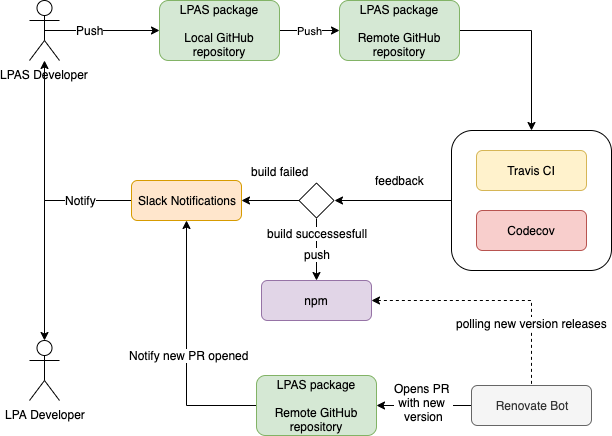 LPAS package
Local GitHub
repository
LPAS package
Remote GitHub
repository
Push
Push
LPAS Developer
Travis CI
Codecov
feedback
build failed
Slack Notifications
Notify
build successesfull
push
npm
polling new version releases
Notify new PR opened
LPAS package
Remote GitHub
repository
Opens PR
with new
version
Renovate Bot
LPA Developer